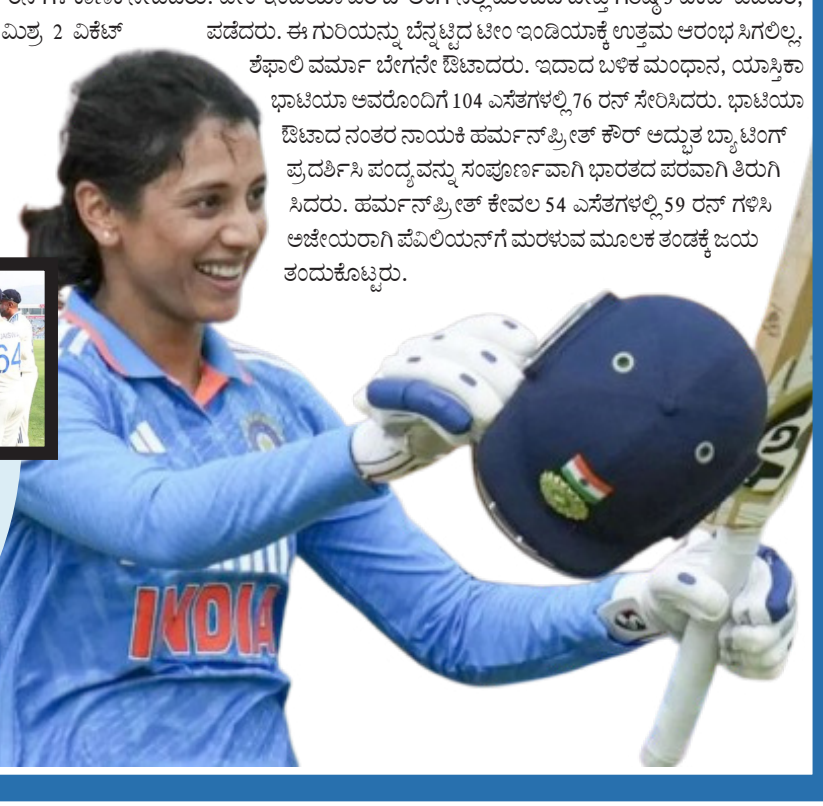 ಮಿಶ್ರ 2 ವಿಕೆಟ್ ಪಡೆದರು. ಈ ಗುರಿಯನ್ನು ಬೆನ್ನಟ್ಟಿದ ಟೀಂ ಇಂಡಿಯಾಕ್ಕೆ ಉತ್ತಮ ಆರಂಭ ಸಿಗಲಿಲ್ಲ.
ಶೆಫಾಲಿ ವರ್ಮಾ ಬೇಗನೇ ಔಟಾದರು. ಇದಾದ ಬಳಿಕ ಮಂಧಾನ, ಯಾಸ್ತಿಕಾ
ಭಾಟಿಯಾ ಅವರೊಂದಿಗೆ 104 ಎಸೆತಗಳಲ್ಲಿ 76 ರನ್ ಸೇರಿಸಿದರು. ಭಾಟಿಯಾ
ಔಟಾದ ನಂತರ ನಾಯಕಿ ಹರ್ಮನ್‌ಪ್ರೀತ್ ಕೌರ್ ಅದ್ಭುತ ಬ್ಯಾಟಿಂಗ್
ಪ್ರದರ್ಶಿಸಿ ಪಂದ್ಯವನ್ನು ಸಂಪೂರ್ಣವಾಗಿ ಭಾರತದ ಪರವಾಗಿ ತಿರುಗಿ
ಸಿದರು. ಹರ್ಮನ್‌ಪ್ರೀತ್ ಕೇವಲ 54 ಎಸೆತಗಳಲ್ಲಿ 59 ರನ್ ಗಳಿಸಿ
ಅಜೇಯರಾಗಿ ಪೆವಿಲಿಯನ್‌ಗೆ ಮರಳುವ ಮೂಲಕ ತಂಡಕ್ಕೆ ಜಯ
ತಂದುಕೊಟ್ಟರು.
64
INDIA